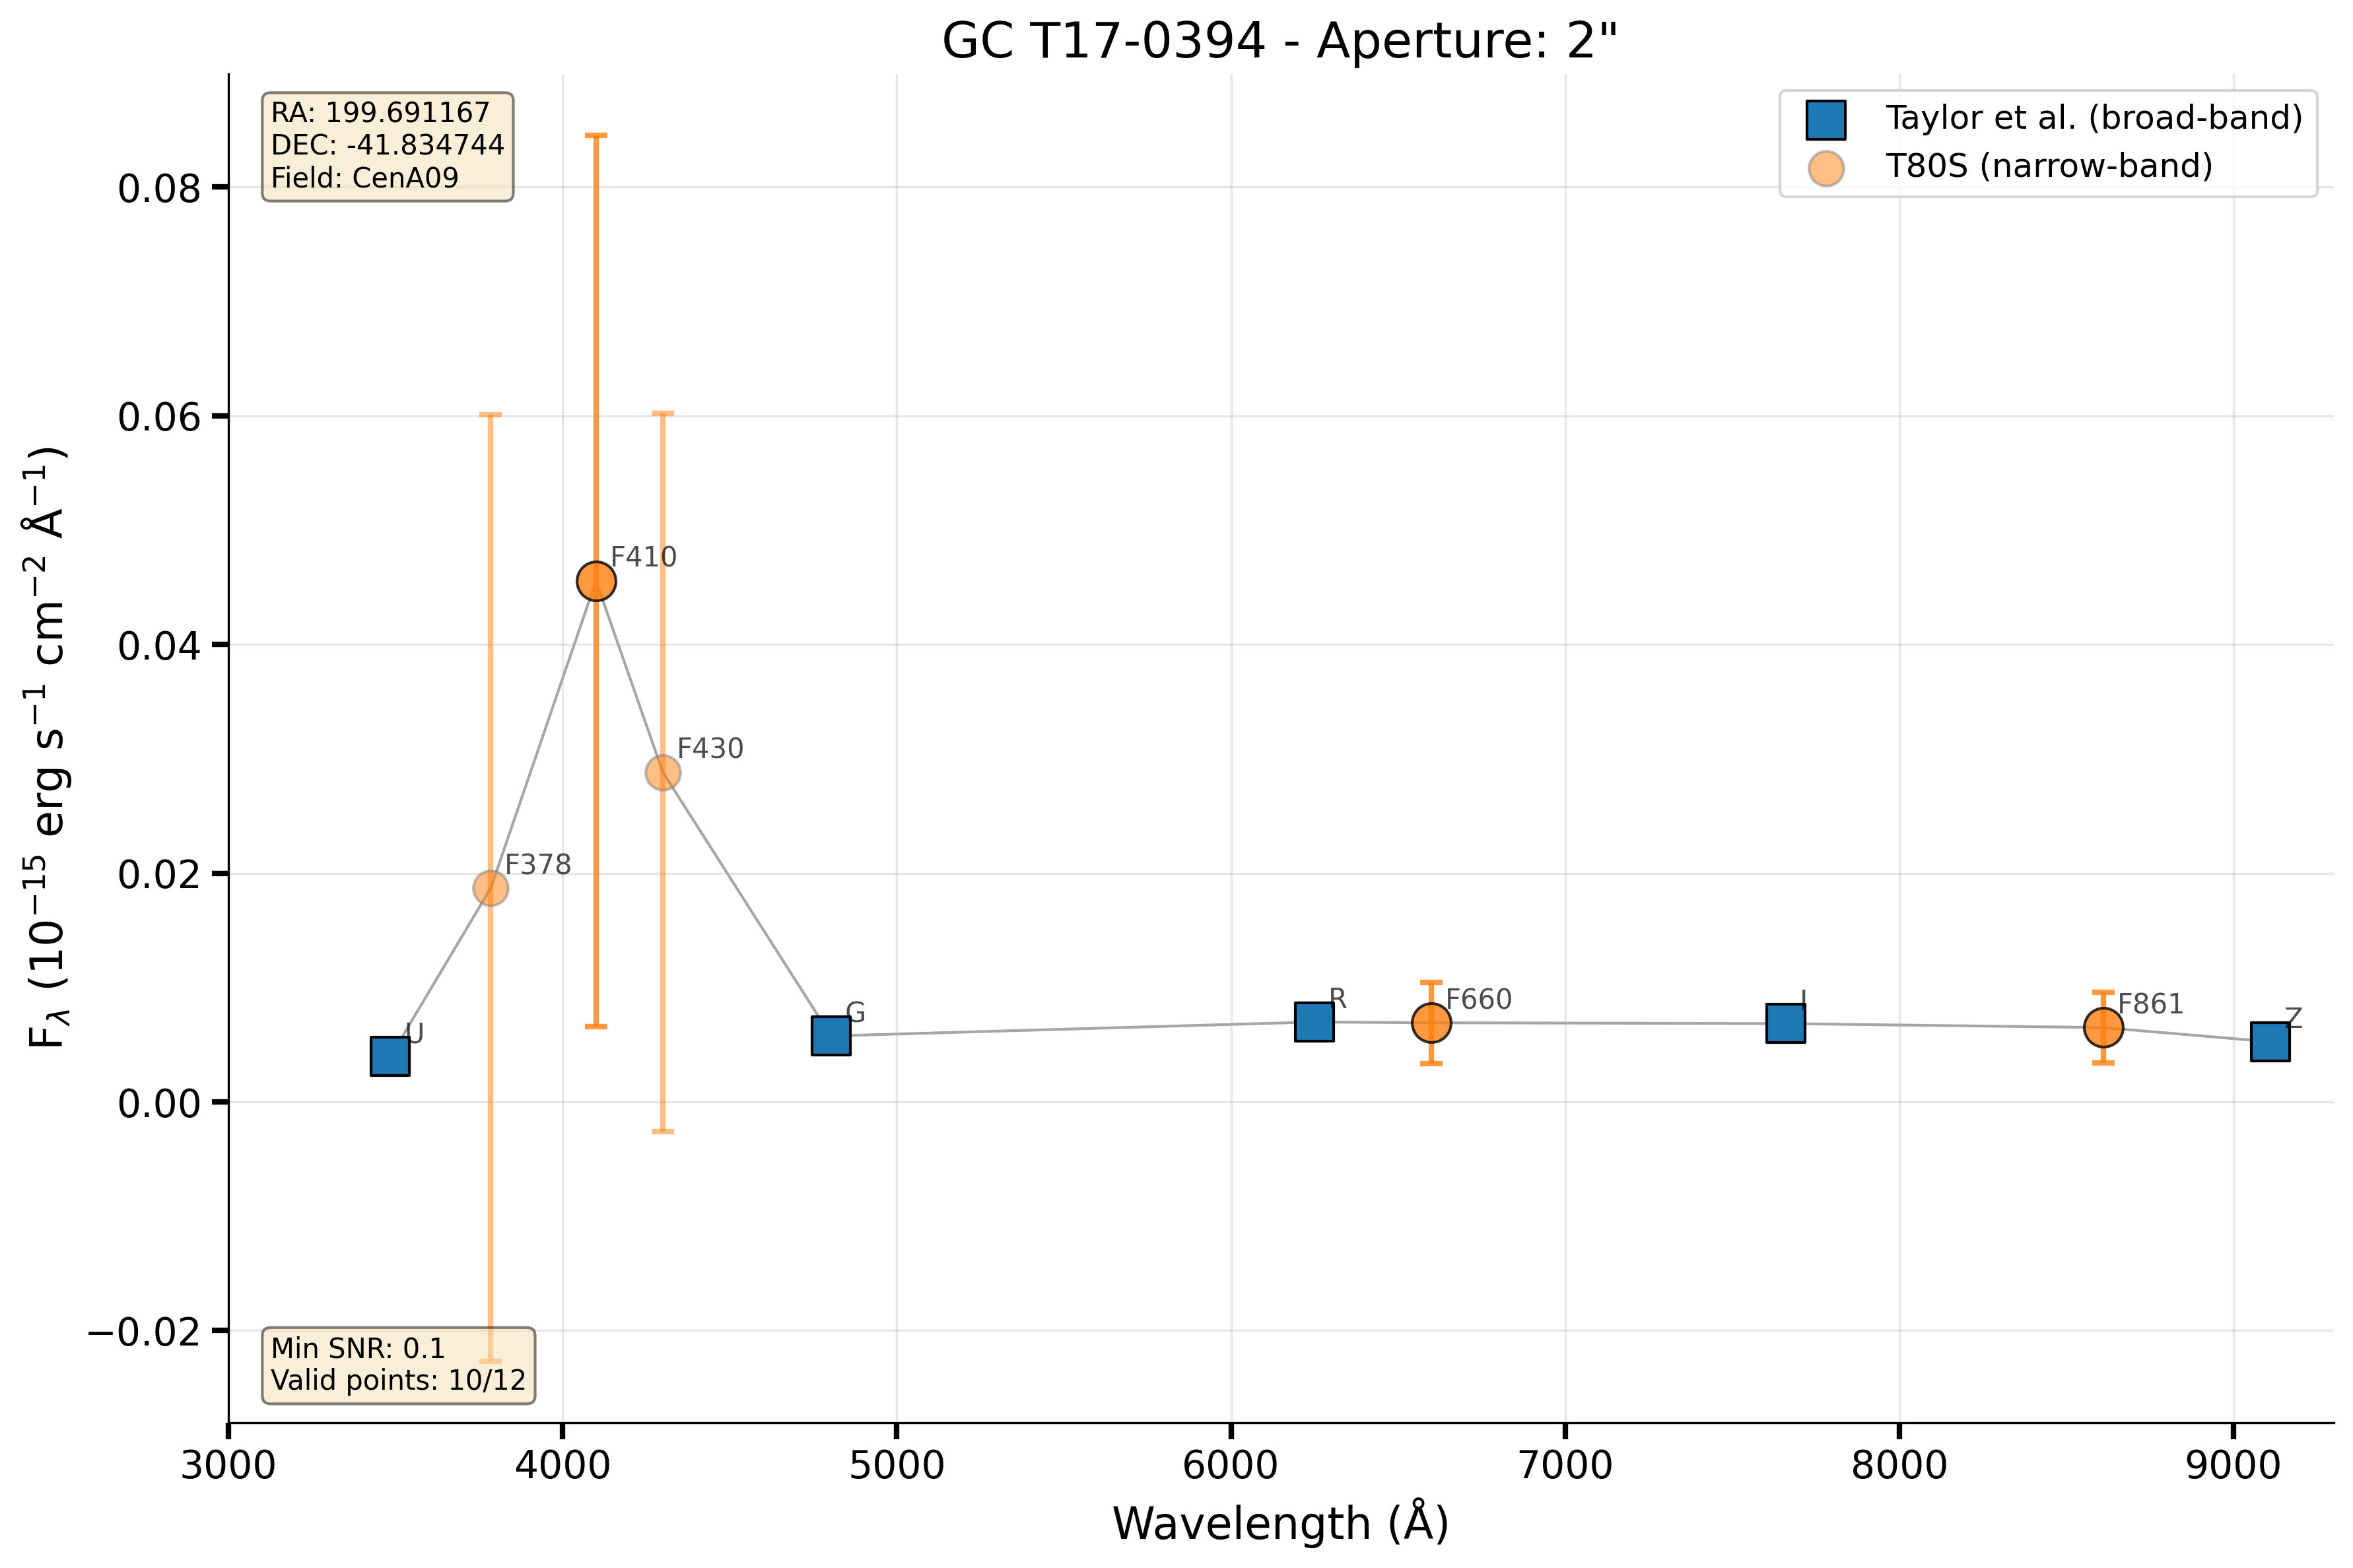 GC T17-0394 - Aperture: 2"
RA: 199.691167
DEC: -41.834744
Field: CenA09
Taylor et al. (broad-band)
T80S (narrow-band)
F$_{\lambda}$ (10$^{-15}$ erg s$^{-1}$ cm$^{-2}$ Å$^{-1}$)
0.08
0.06
0.04
0.02
0.00
−0.02
U
F378
F410
F430
G
R
F660
I
F861
Z
Min SNR: 0.1
Valid points: 10/12
3000 4000 5000 6000 7000 8000 9000
Wavelength (Å)